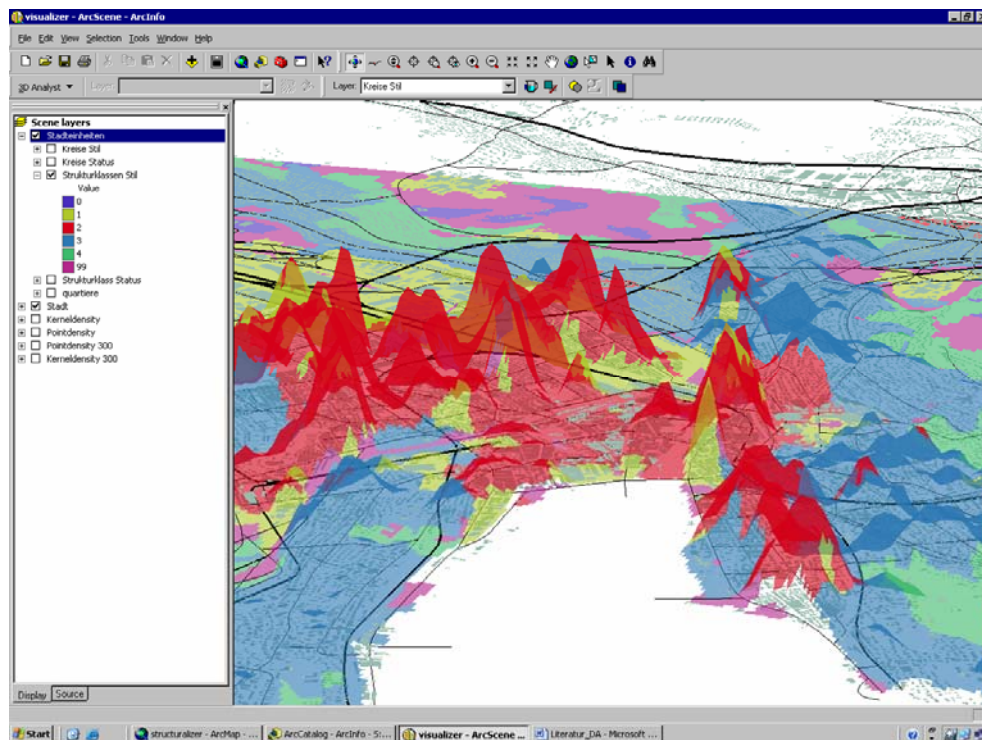 visualizer - ArcScene - ArcInfo
File Edit View Selection Tools Window Help
3D Analyst Layer: Layer: Kreise Stil
Scene layers
Stadteinheiten
Kreise Stil
Kreise Status
Strukturklassen Stil
Value
0
1
2
3
4
99
Strukturklass Status
quartiere
Stadt
Kerneldensity
Pointdensity
Pointdensity 300
Kerneldensity 300
Display Source
Start structuralizer - ArcMap - ... ArcCatalog - ArcInfo - S:... visualizer - ArcScene ... Literatur_DA - Microsoft ...